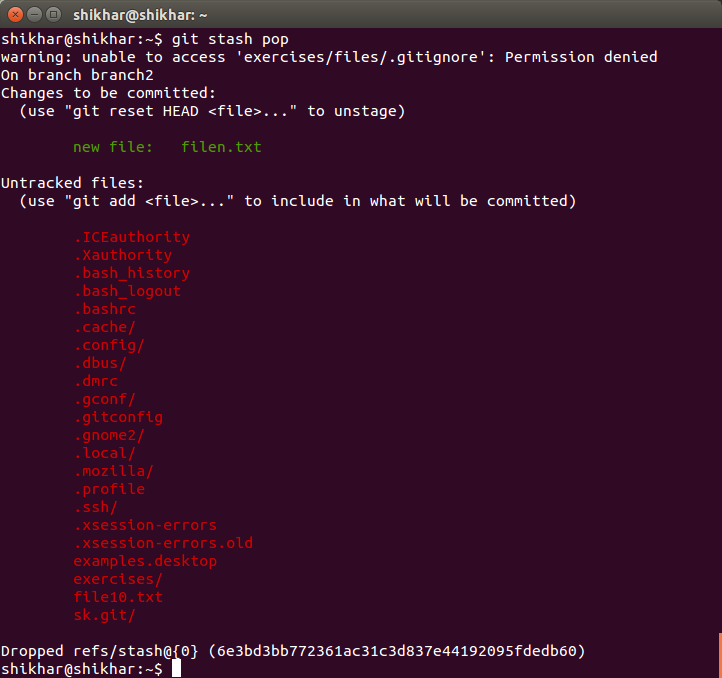 shikhar@shikhar: ~
shikhar@shikhar:~$ git stash pop
warning: unable to access 'exercises/files/.gitignore': Permission denied
On branch branch2
Changes to be committed:
  (use "git reset HEAD <file>..." to unstage)
        new file:   filen.txt
Untracked files:
  (use "git add <file>..." to include in what will be committed)
        .ICEauthority
        .Xauthority
        .bash_history
        .bash_logout
        .bashrc
        .cache/
        .config/
        .dbus/
        .dmrc
        .gconf/
        .gitconfig
        .gnome2/
        .local/
        .mozilla/
        .profile
        .ssh/
        .xsession-errors
        .xsession-errors.old
        examples.desktop
        exercises/
        file10.txt
        sk.git/
Dropped refs/stash@{0} (6e3bd3bb772361ac31c3d837e44192095fdedb60)
shikhar@shikhar:~$